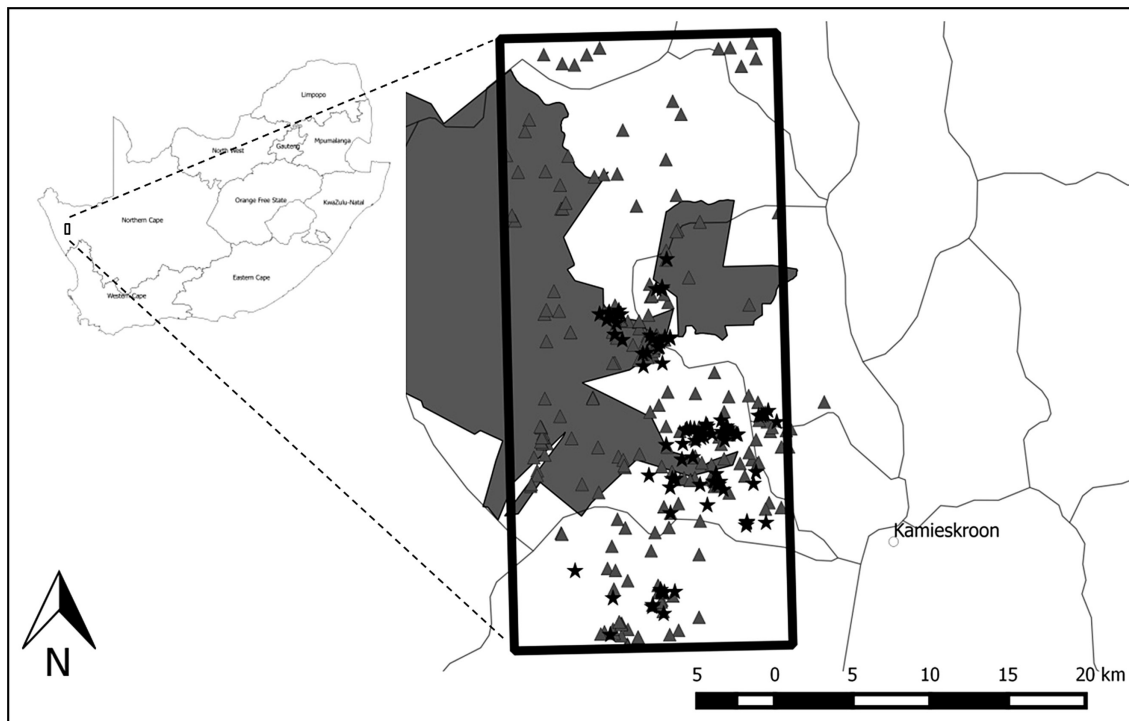 Limpopo
North West
Gauteng
Mpumalanga
Northern Cape
Orange Free State
KwaZulu-Natal
Eastern Cape
Western Cape
Kamieskroon
N
5 0 5 10 15 20 km